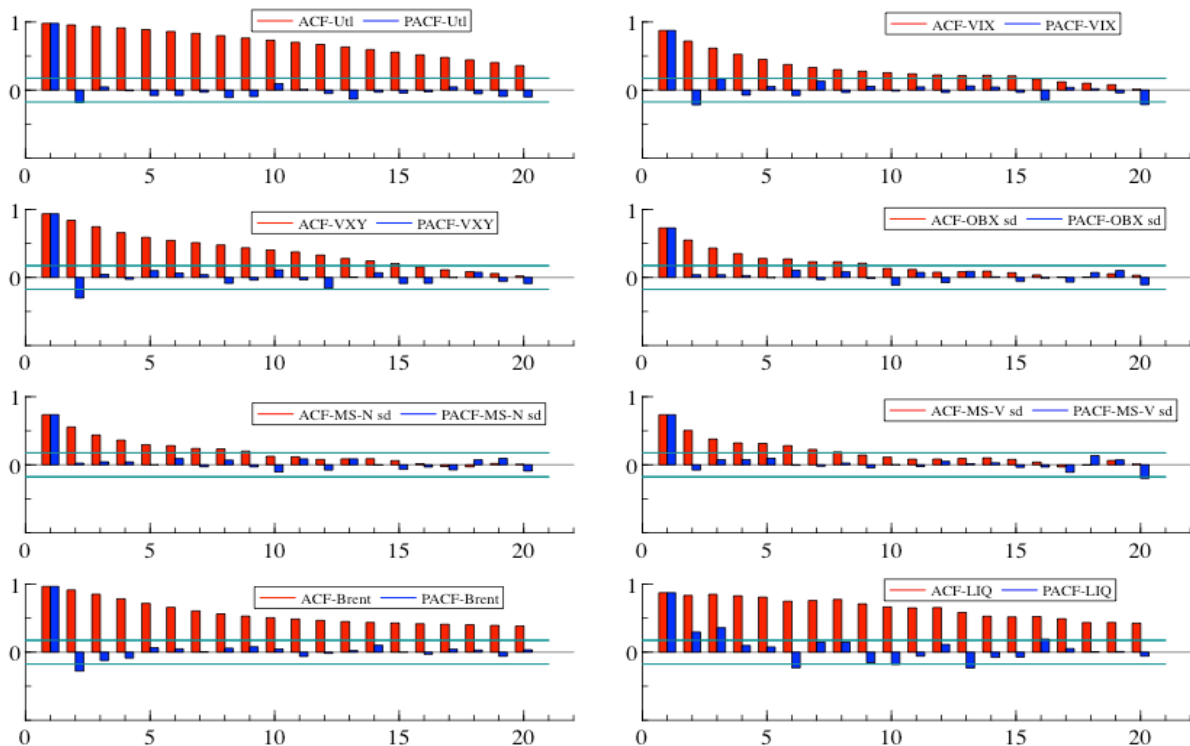 1 ACF-Utl PACF-Utl
0
0 5 10 15 20
1 ACF-VIX PACF-VIX
0
0 5 10 15 20
1 ACF-VXY PACF-VXY
0
0 5 10 15 20
1 ACF-OBX sd PACF-OBX sd
0
0 5 10 15 20
1 ACF-MS-N sd PACF-MS-N sd
0
0 5 10 15 20
1 ACF-MS-V sd PACF-MS-V sd
0
0 5 10 15 20
1 ACF-Brent PACF-Brent
0
0 5 10 15 20
1 ACF-LIQ PACF-LIQ
0
0 5 10 15 20